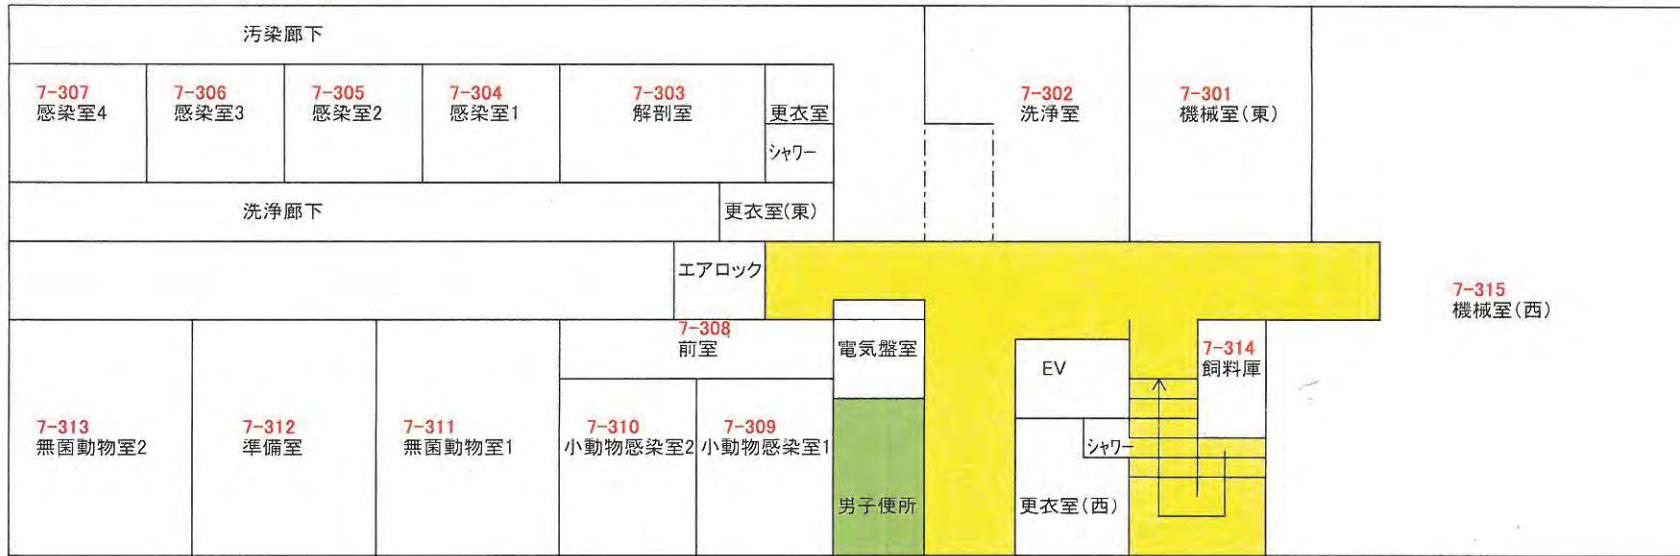 汚染廊下
7-307
感染室4
7-306
感染室3
7-305
感染室2
7-304
感染室1
7-303
解剖室
更衣室
シャワー
7-302
洗浄室
7-301
機械室(東)
洗浄廊下
更衣室(東)
エアロック
7-315
機械室(西)
7-308
前室
電気盤室
EV
7-314
飼料庫
7-313
無菌動物室2
7-312
準備室
7-311
無菌動物室1
7-310
小動物感染室2
7-309
小動物感染室1
シャワー
男子便所
更衣室(西)